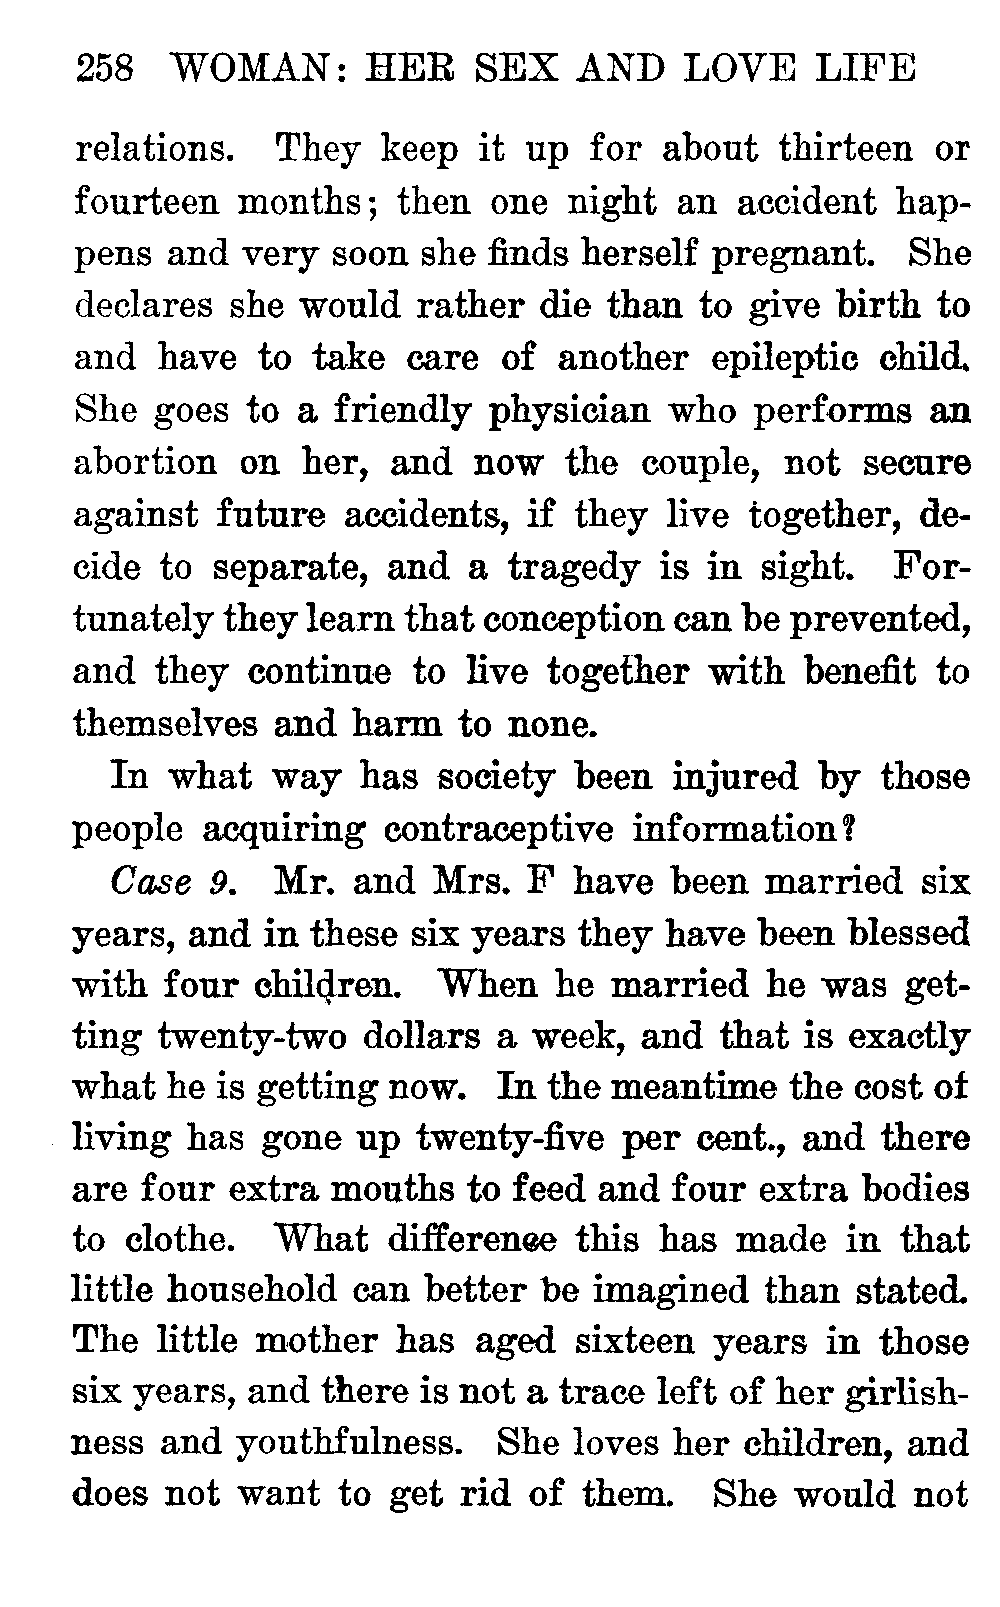 258 WOMAN: HER SEX AND LOVE LIFE
relations. They keep it up for about thirteen or
fourteen months; then one night an accident hap-
pens and very soon she finds herself pregnant. She
declares she would rather die than to give birth to
and have to take care of another epileptic child.
She goes to a friendly physician who performs an
abortion on her, and now the couple, not secure
against future accidents, if they live together, de-
cide to separate, and a tragedy is in sight. For-
tunately they learn that conception can be prevented,
and they continue to live together with benefit to
themselves and harm to none.
In what way has society been injured by those
people acquiring contraceptive information?
Case 9. Mr. and Mrs. F have been married six
years, and in these six years they have been blessed
with four children. When he married he was get-
ting twenty-two dollars a week, and that is exactly
what he is getting now. In the meantime the cost of
living has gone up twenty-five per cent., and there
are four extra mouths to feed and four extra bodies
to clothe. What difference this has made in that
little household can better be imagined than stated.
The little mother has aged sixteen years in those
six years, and there is not a trace left of her girlish-
ness and youthfulness. She loves her children, and
does not want to get rid of them. She would not